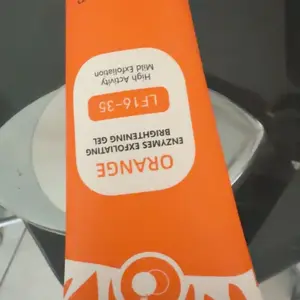 ORANGE
ENZYMES EXFOLIATING
BRIGHTENING GEL
LF16-35
High Activity
Mild Exfoliation